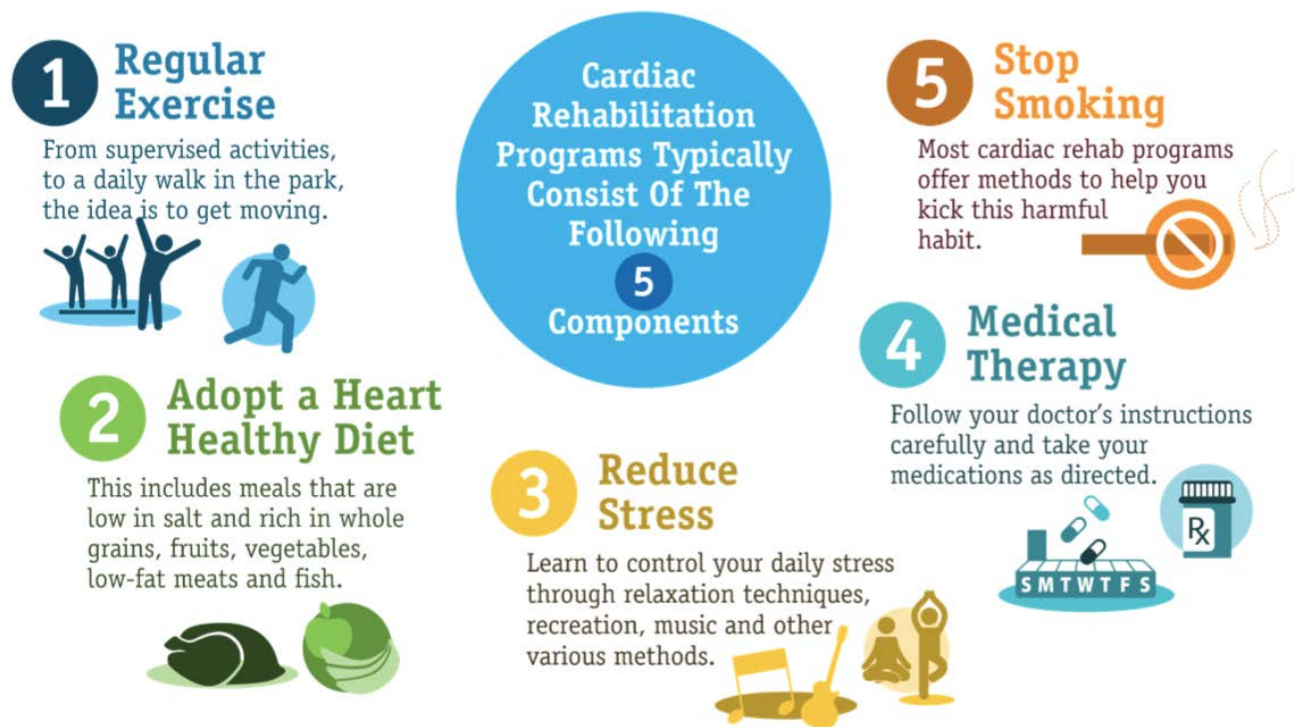 Cardiac
Rehabilitation
Programs Typically
Consist Of The
Following
5
Components
1
Regular
Exercise
From supervised activities,
to a daily walk in the park,
the idea is to get moving.
2
Adopt a Heart
Healthy Diet
This includes meals that are
low in salt and rich in whole
grains, fruits, vegetables,
low-fat meats and fish.
3
Reduce
Stress
Learn to control your daily stress
through relaxation techniques,
recreation, music and other
various methods.
4
Medical
Therapy
Follow your doctor's instructions
carefully and take your
medications as directed.
Rx
S M T W T F S
5
Stop
Smoking
Most cardiac rehab programs
offer methods to help you
kick this harmful
habit.